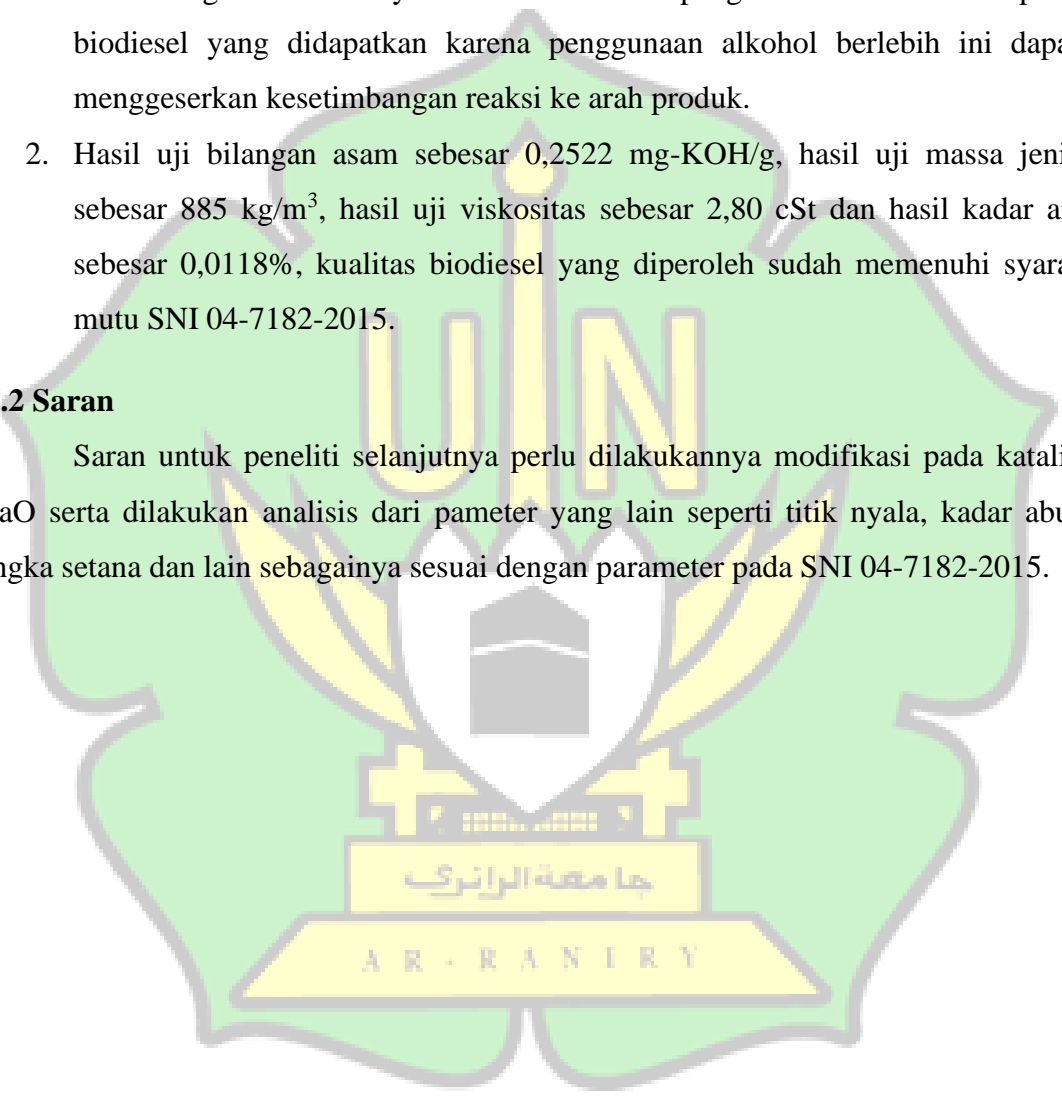 biodiesel yang didapatkan karena penggunaan alkohol berlebih ini dapa
menggeserkan kesetimbangan reaksi ke arah produk.
2. Hasil uji bilangan asam sebesar 0,2522 mg-KOH/g, hasil uji massa jeni
sebesar 885 kg/m³, hasil uji viskositas sebesar 2,80 cSt dan hasil kadar a
sebesar 0,0118%, kualitas biodiesel yang diperoleh sudah memenuhi syara
mutu SNI 04-7182-2015.
.2 Saran
Saran untuk peneliti selanjutnya perlu dilakukannya modifikasi pada katali
aO serta dilakukan analisis dari pameter yang lain seperti titik nyala, kadar abu
ngka setana dan lain sebagainya sesuai dengan parameter pada SNI 04-7182-2015.
UIN
جامعة الرانري
AR-RANIRY